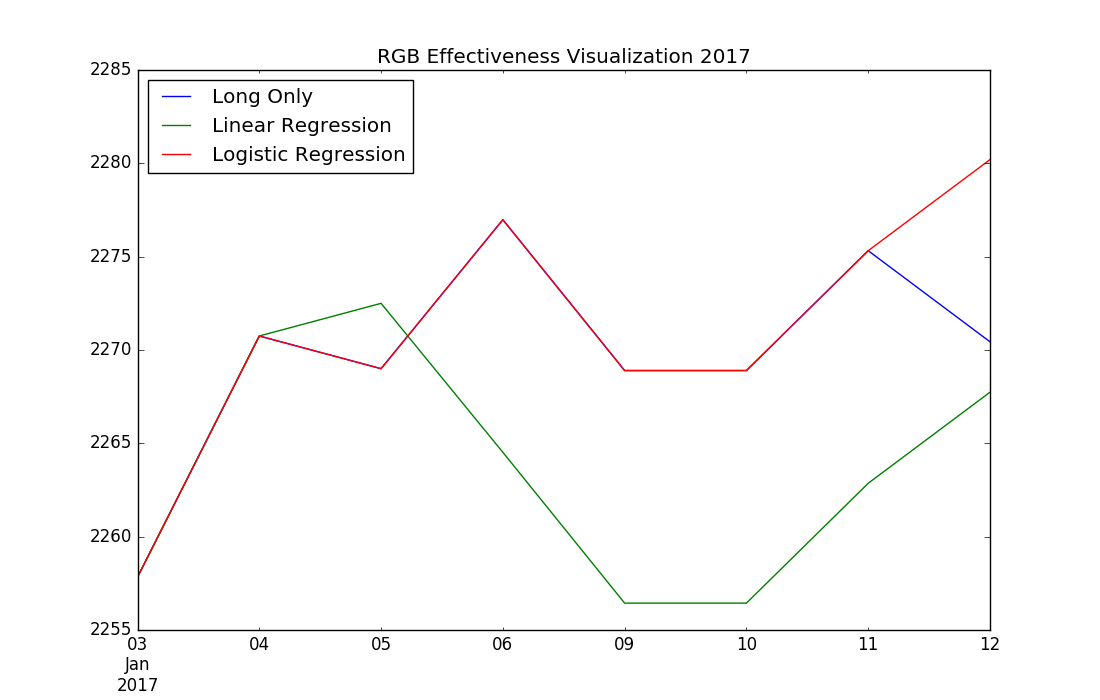 RGB Effectiveness Visualization 2017
2285
2280
2275
2270
2265
2260
2255
Long Only
Linear Regression
Logistic Regression
03 04 05 06 09 10 11 12
Jan
2017